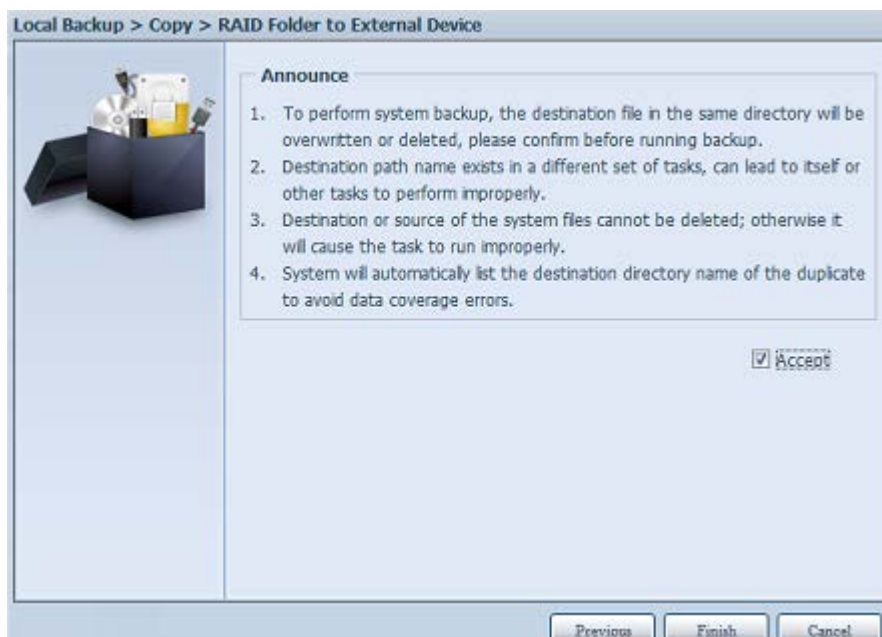 Local Backup > Copy > RAID Folder to External Device
Announce
1. To perform system backup, the destination file in the same directory will be
overwritten or deleted, please confirm before running backup.
2. Destination path name exists in a different set of tasks, can lead to itself or
other tasks to perform improperly.
3. Destination or source of the system files cannot be deleted; otherwise it
will cause the task to run improperly.
4. System will automatically list the destination directory name of the duplicate
to avoid data coverage errors.
Accept
Previous Finish Cancel